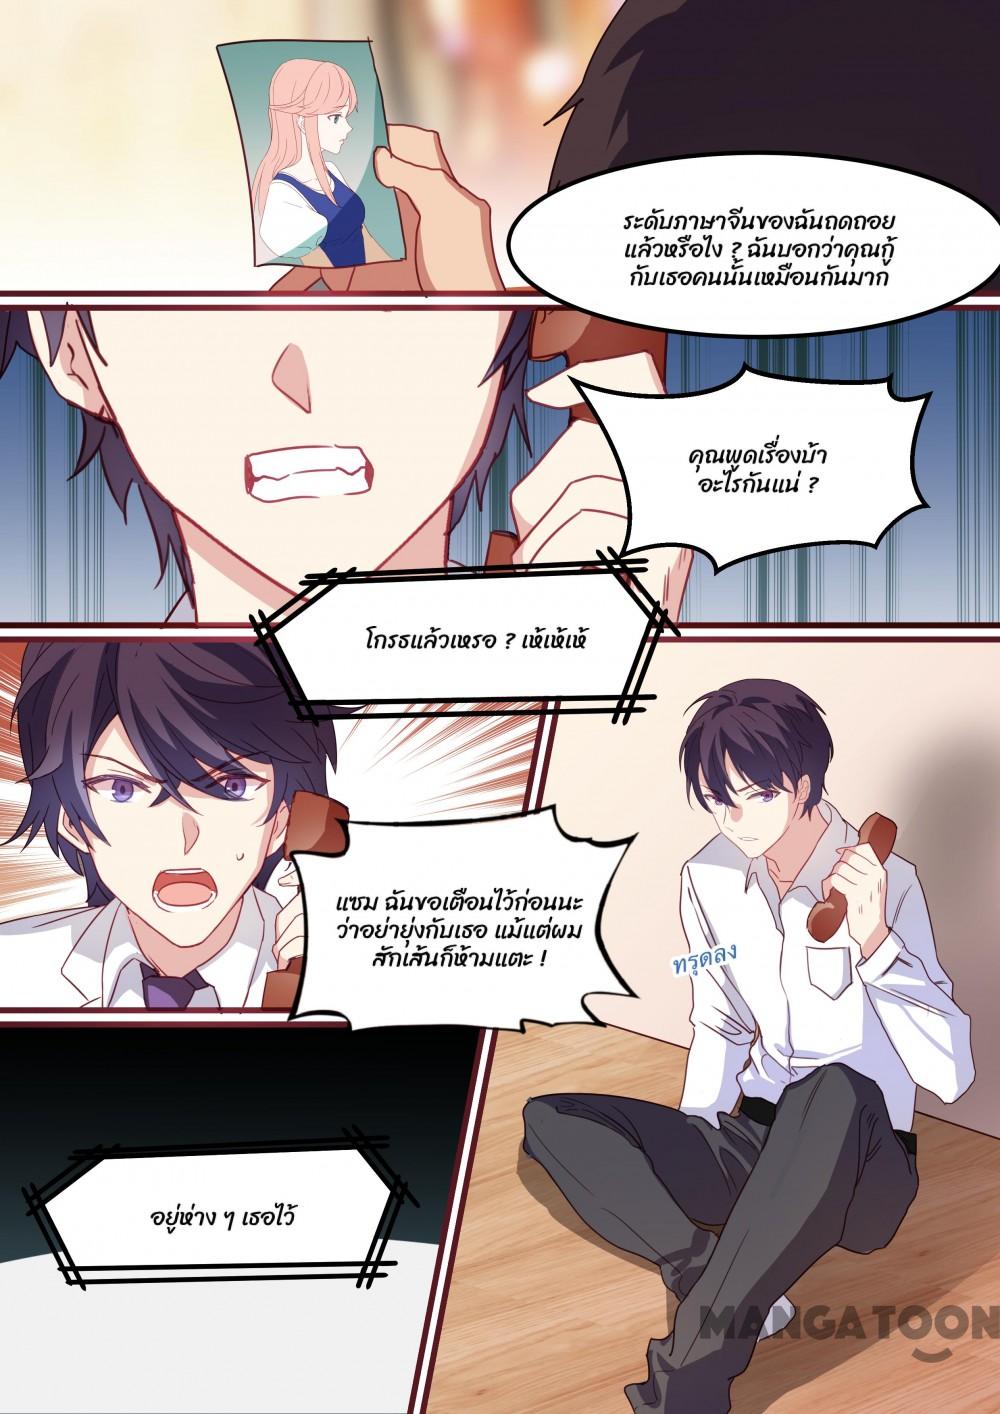 ระดับภาษาจีนของฉันถดถอย
แล้วหรือไง ? ฉันบอกว่าคุณกู้
กับเธอคนนั้นเหมือนกันมาก
คุณพูดเรื่องบ้า
อะไรกันแน่ ?
โกรธแล้วเหรอ ? เห้เห้เห้
แซม ฉันขอเตือนไว้ก่อนนะ
ว่าอย่ายุ่งกับเธอ แม้แต่ผม
สักเส้นก็ห้ามแตะ !
ทรุดลง
อยู่ห่าง ๆ เธอไว้
MANGATOON